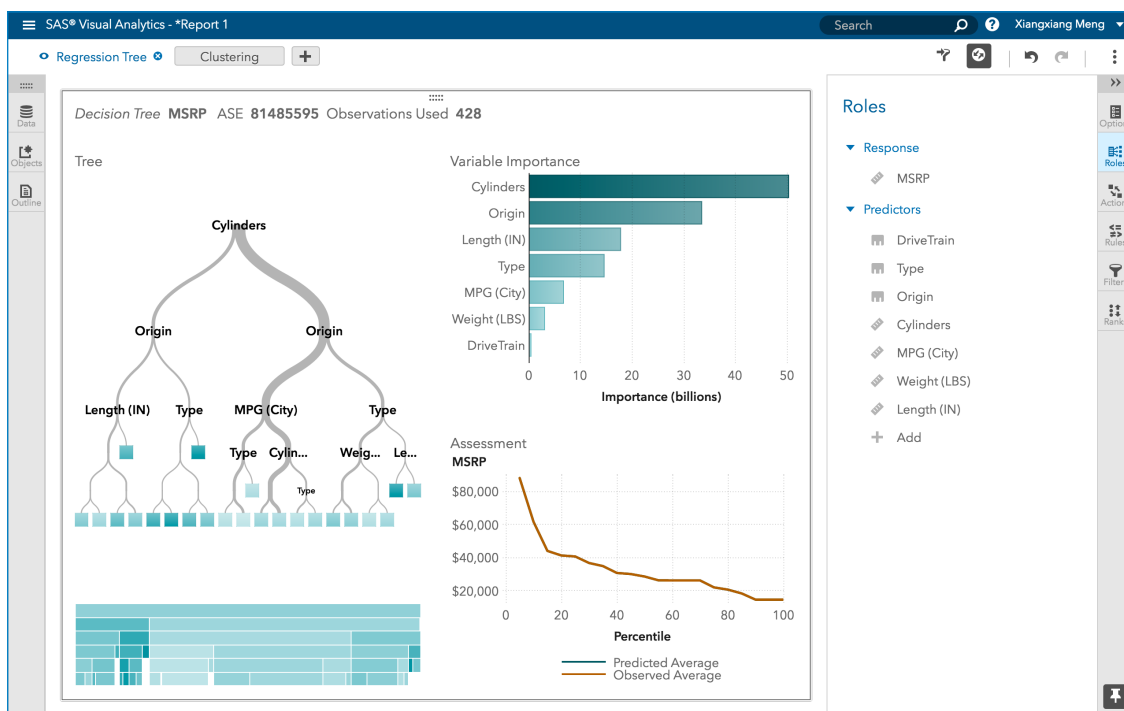 SAS® Visual Analytics - *Report 1
Search
?
Xiangxiang Meng
Regression Tree
Clustering
+
Data
Objects
Outline
Decision Tree MSRP ASE 81485595 Observations Used 428
Tree
Cylinders
Origin Origin
Length (IN) Type MPG (City) Type
Type Cylin... Weig... Le...
Type
Variable Importance
Cylinders
Origin
Length (IN)
Type
MPG (City)
Weight (LBS)
DriveTrain
0 10 20 30 40 50
Importance (billions)
Assessment
MSRP
$80,000
$60,000
$40,000
$20,000
0 20 40 60 80 100
Percentile
Predicted Average
Observed Average
Roles
Response
MSRP
Predictors
DriveTrain
Type
Origin
Cylinders
MPG (City)
Weight (LBS)
Length (IN)
Add
Option
Roles
Action
Rules
Filter
Rank